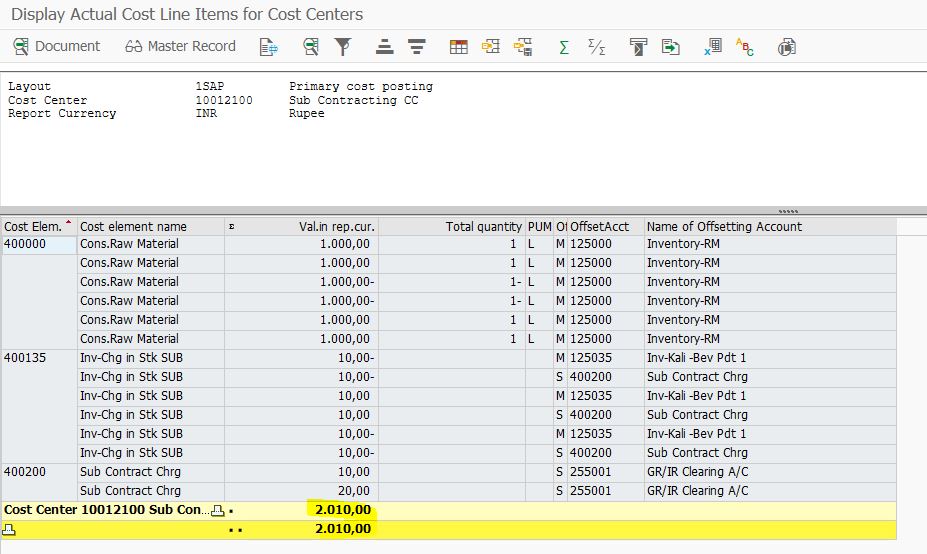 Display Actual Cost Line Items for Cost Centers
Document Master Record
Layout 1SAP Primary cost posting
Cost Center 10012100 Sub Contracting CC
Report Currency INR Rupee
Cost Elem. Cost element name Σ Val.in rep.cur. Total quantity PUM Of OffsetAcct Name of Offsetting Account
400000 Cons.Raw Material 1.000,00 1 L M 125000 Inventory-RM
Cons.Raw Material 1.000,00 1 L M 125000 Inventory-RM
Cons.Raw Material 1.000,00- 1- L M 125000 Inventory-RM
Cons.Raw Material 1.000,00- 1- L M 125000 Inventory-RM
Cons.Raw Material 1.000,00 1 L M 125000 Inventory-RM
Cons.Raw Material 1.000,00 1 L M 125000 Inventory-RM
400135 Inv-Chg in Stk SUB 10,00- M 125035 Inv-Kali -Bev Pdt 1
Inv-Chg in Stk SUB 10,00- S 400200 Sub Contract Chrg
Inv-Chg in Stk SUB 10,00 M 125035 Inv-Kali -Bev Pdt 1
Inv-Chg in Stk SUB 10,00 S 400200 Sub Contract Chrg
Inv-Chg in Stk SUB 10,00- M 125035 Inv-Kali -Bev Pdt 1
Inv-Chg in Stk SUB 10,00- S 400200 Sub Contract Chrg
400200 Sub Contract Chrg 10,00 S 255001 GR/IR Clearing A/C
Sub Contract Chrg 20,00 S 255001 GR/IR Clearing A/C
Cost Center 10012100 Sub Con... 2.010,00
2.010,00